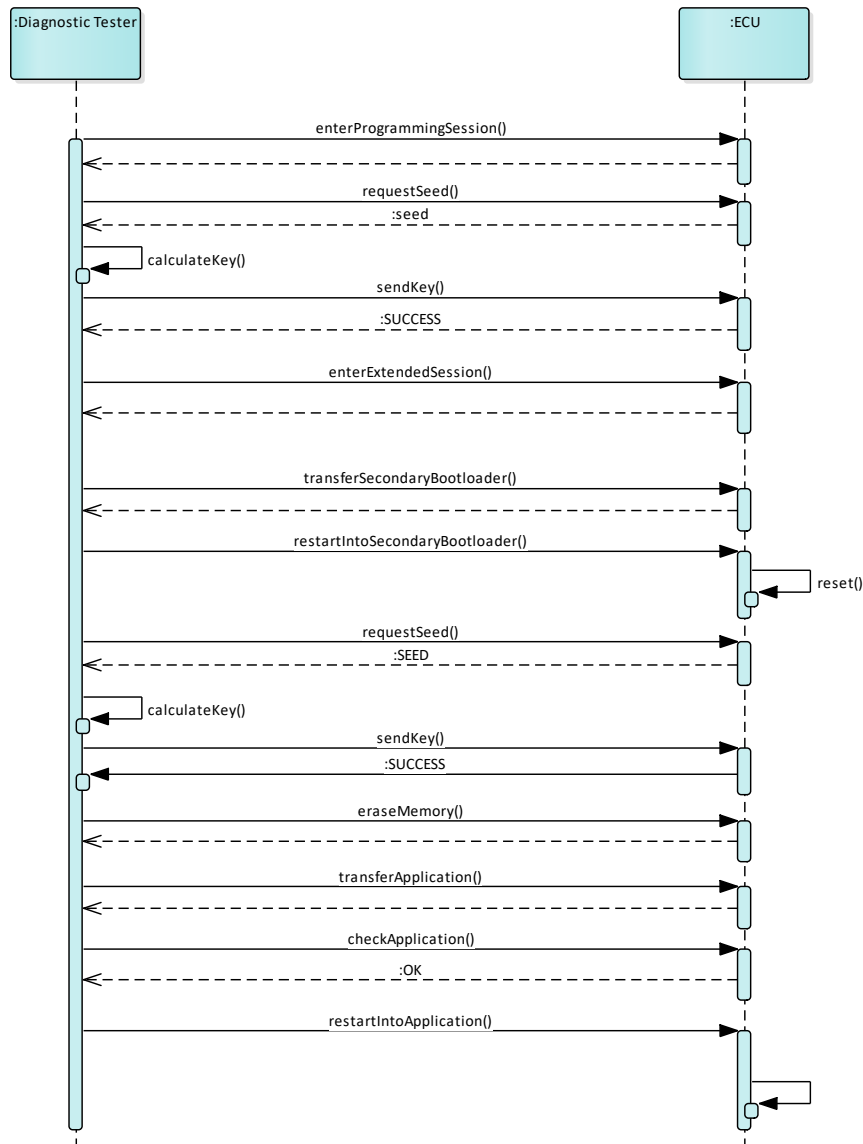 :Diagnostic Tester
:ECU
enterProgrammingSession()
requestSeed()
:seed
calculateKey()
sendKey()
:SUCCESS
enterExtendedSession()
transferSecondaryBootloader()
restartIntoSecondaryBootloader()
reset()
requestSeed()
:SEED
calculateKey()
sendKey()
:SUCCESS
eraseMemory()
transferApplication()
checkApplication()
:OK
restartIntoApplication()